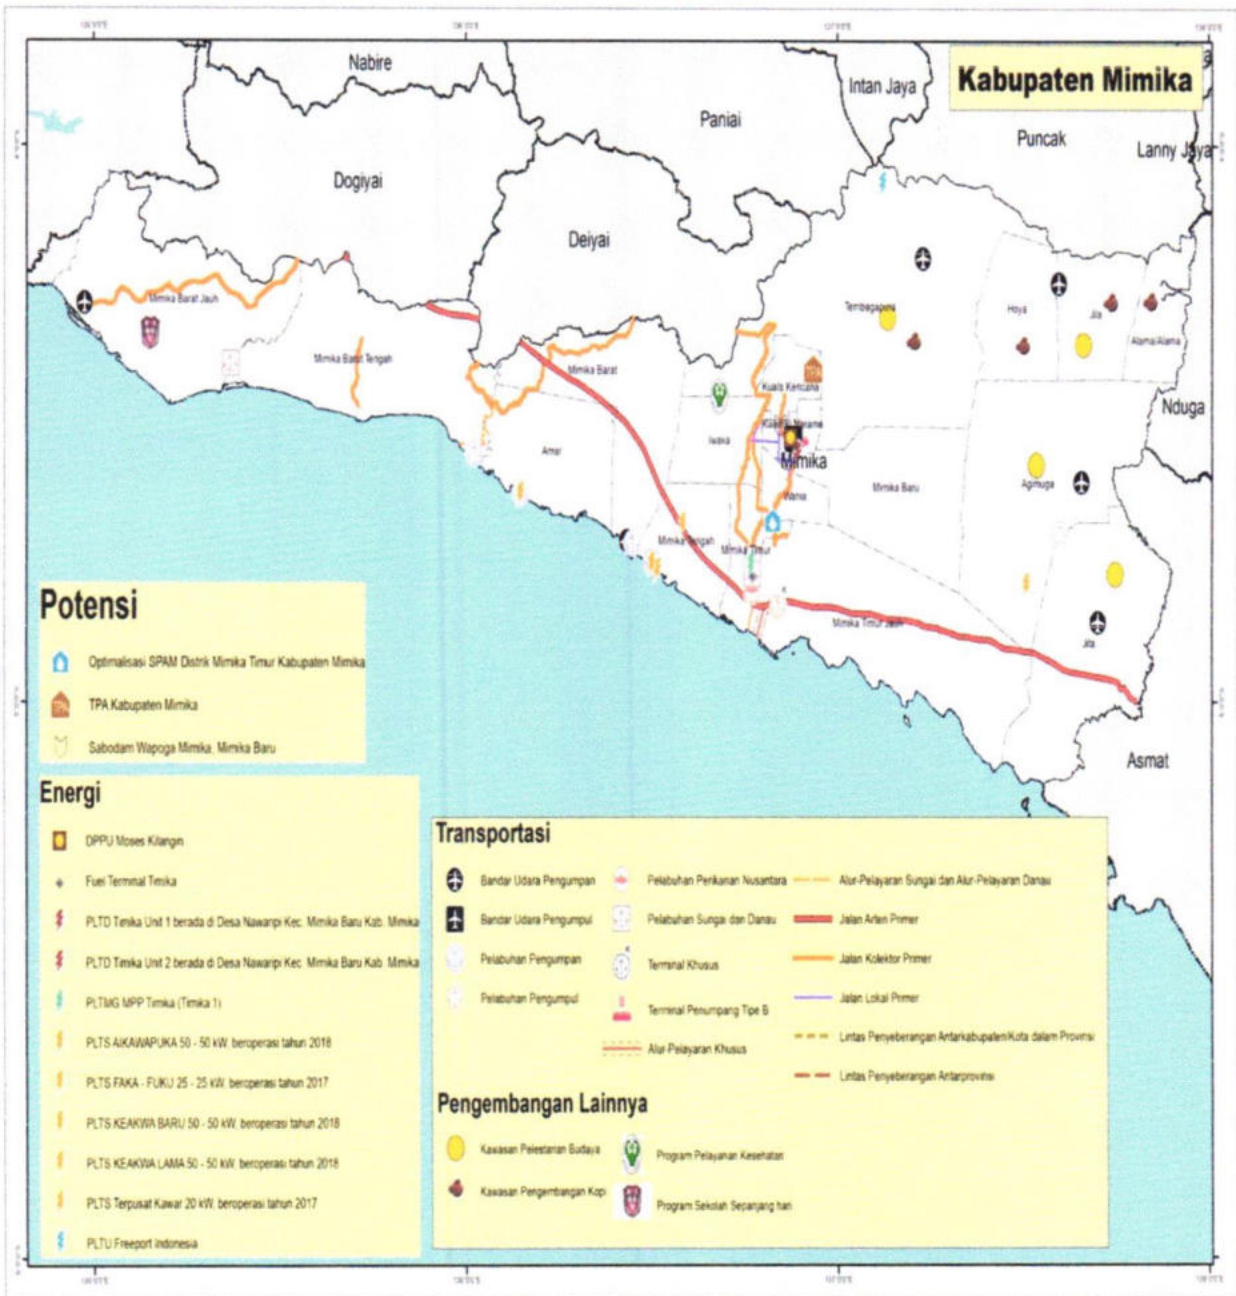 Kabupaten Mimika
Nabire
Intan Jaya
Paniai
Puncak
Lanny Jaya
Dogiyai
Deiyai
Mimika Barat Jauh
Tembagapura
Hoya
Jila
Alama/Alama
Mimika Barat Tengah
Mimika Barat
Kuala Kencana
TPA
Nduga
Iwaka
Amar
Mimika
Mimika Baru
Agimuga
Wania
Mimika Tengah
Mimika Timur
Mimika Timur Jauh
Jita
Asmat
Potensi
Optimalisasi SPAM Distrik Mimika Timur Kabupaten Mimika
TPA Kabupaten Mimika
Sabodam Wapoga Mimika, Mimika Baru
Energi
DPPU Moses Kilangin
Fuel Terminal Timika
PLTD Timika Unit 1 berada di Desa Nawaripi Kec. Mimika Baru Kab. Mimika
PLTD Timika Unit 2 berada di Desa Nawaripi Kec. Mimika Baru Kab. Mimika
PLTMG MPP Timika (Timika 1)
PLTS AIKAWAPUKA 50 - 50 kW, beroperasi tahun 2018
PLTS FAKA - FUKU 25 - 25 kW, beroperasi tahun 2017
PLTS KEAKWA BARU 50 - 50 kW, beroperasi tahun 2018
PLTS KEAKWA LAMA 50 - 50 kW, beroperasi tahun 2018
PLTS Terpusat Kawar 20 kW, beroperasi tahun 2017
PLTU Freeport Indonesia
Transportasi
Bandar Udara Pengumpan
Bandar Udara Pengumpul
Pelabuhan Pengumpan
Pelabuhan Pengumpul
Pelabuhan Perikanan Nusantara
Pelabuhan Sungai dan Danau
Terminal Khusus
Terminal Penumpang Tipe B
Alur-Pelayaran Khusus
Alur-Pelayaran Sungai dan Alur-Pelayaran Danau
Jalan Arteri Primer
Jalan Kolektor Primer
Jalan Lokal Primer
Lintas Penyeberangan Antarkabupaten/Kota dalam Provinsi
Lintas Penyeberangan Antarprovinsi
Pengembangan Lainnya
Kawasan Pelestarian Budaya
Kawasan Pengembangan Kopi
Program Pelayanan Kesehatan
Program Sekolah Sepanjang hari